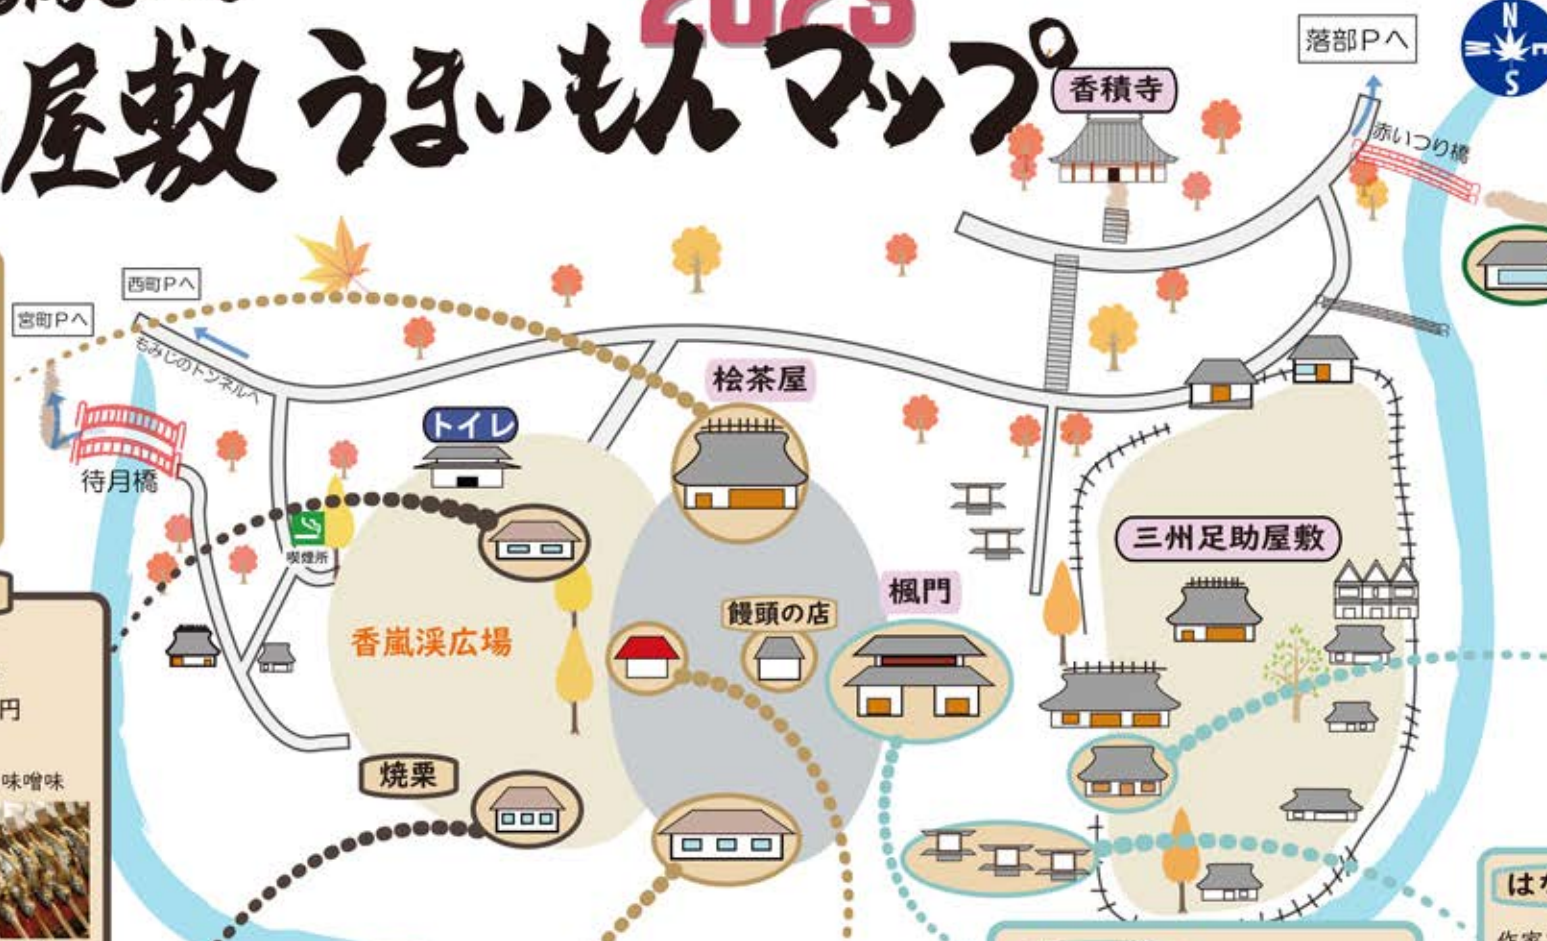 2023
屋敷 うまいもん マップ
香積寺
落部Pへ
N
W
E
S
赤いつり橋
西町Pへ
宮町Pへ
もみじのトンネルへ
待月橋
トイレ
桧茶屋
喫煙所
三州足助屋敷
香嵐渓広場
饅頭の店
楓門
円
味噌味
焼栗
はな